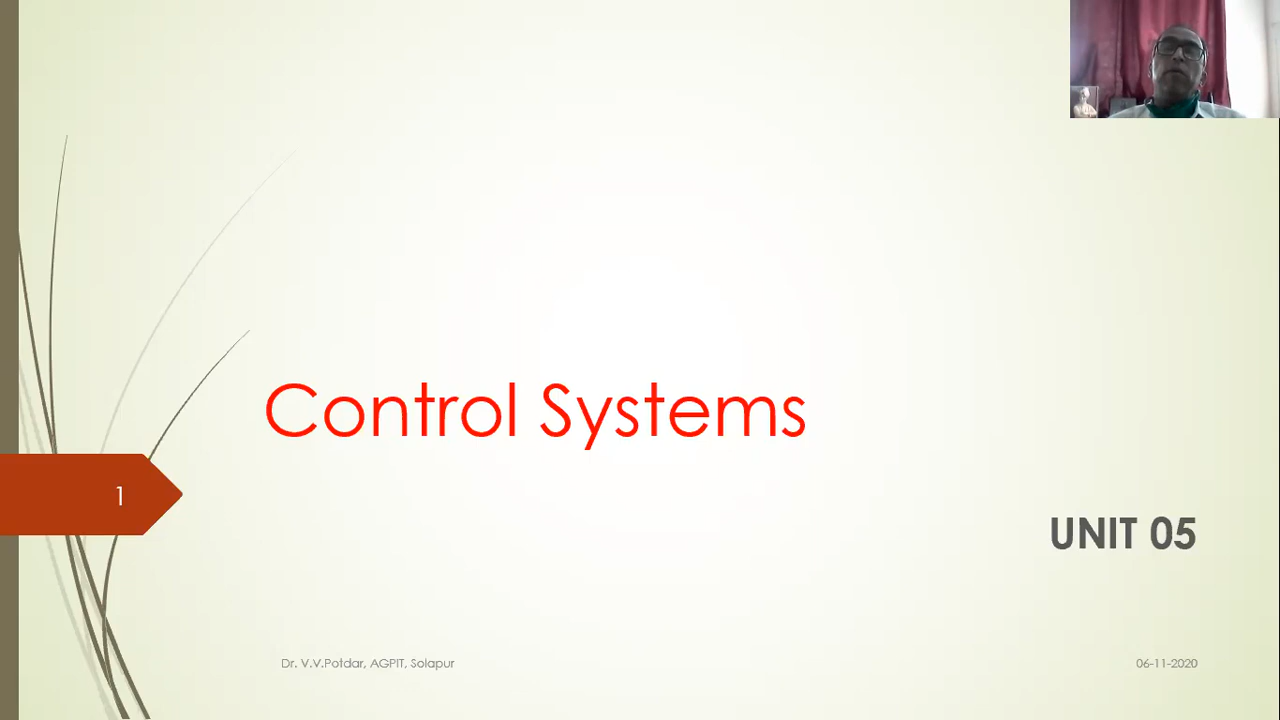 Control Systems
1
UNIT 05
Dr. V.V.Potdar, AGPIT, Solapur
06-11-2020